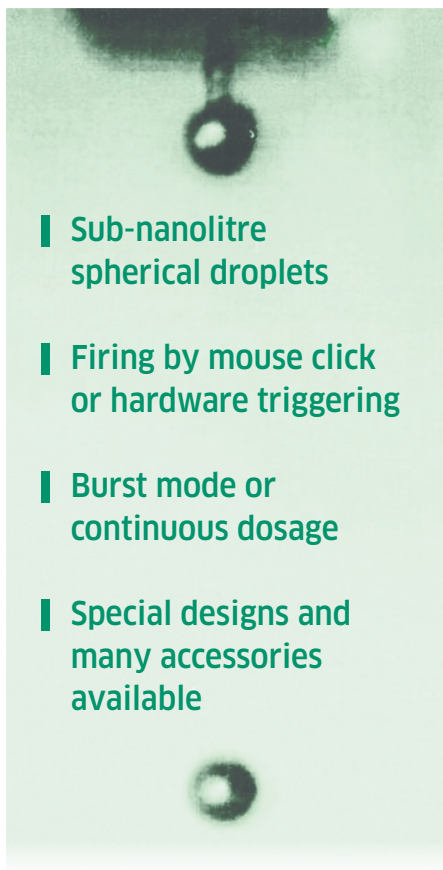 Sub-nanolitre
spherical droplets
Firing by mouse click
or hardware triggering
Burst mode or
continuous dosage
Special designs and
many accessories
available